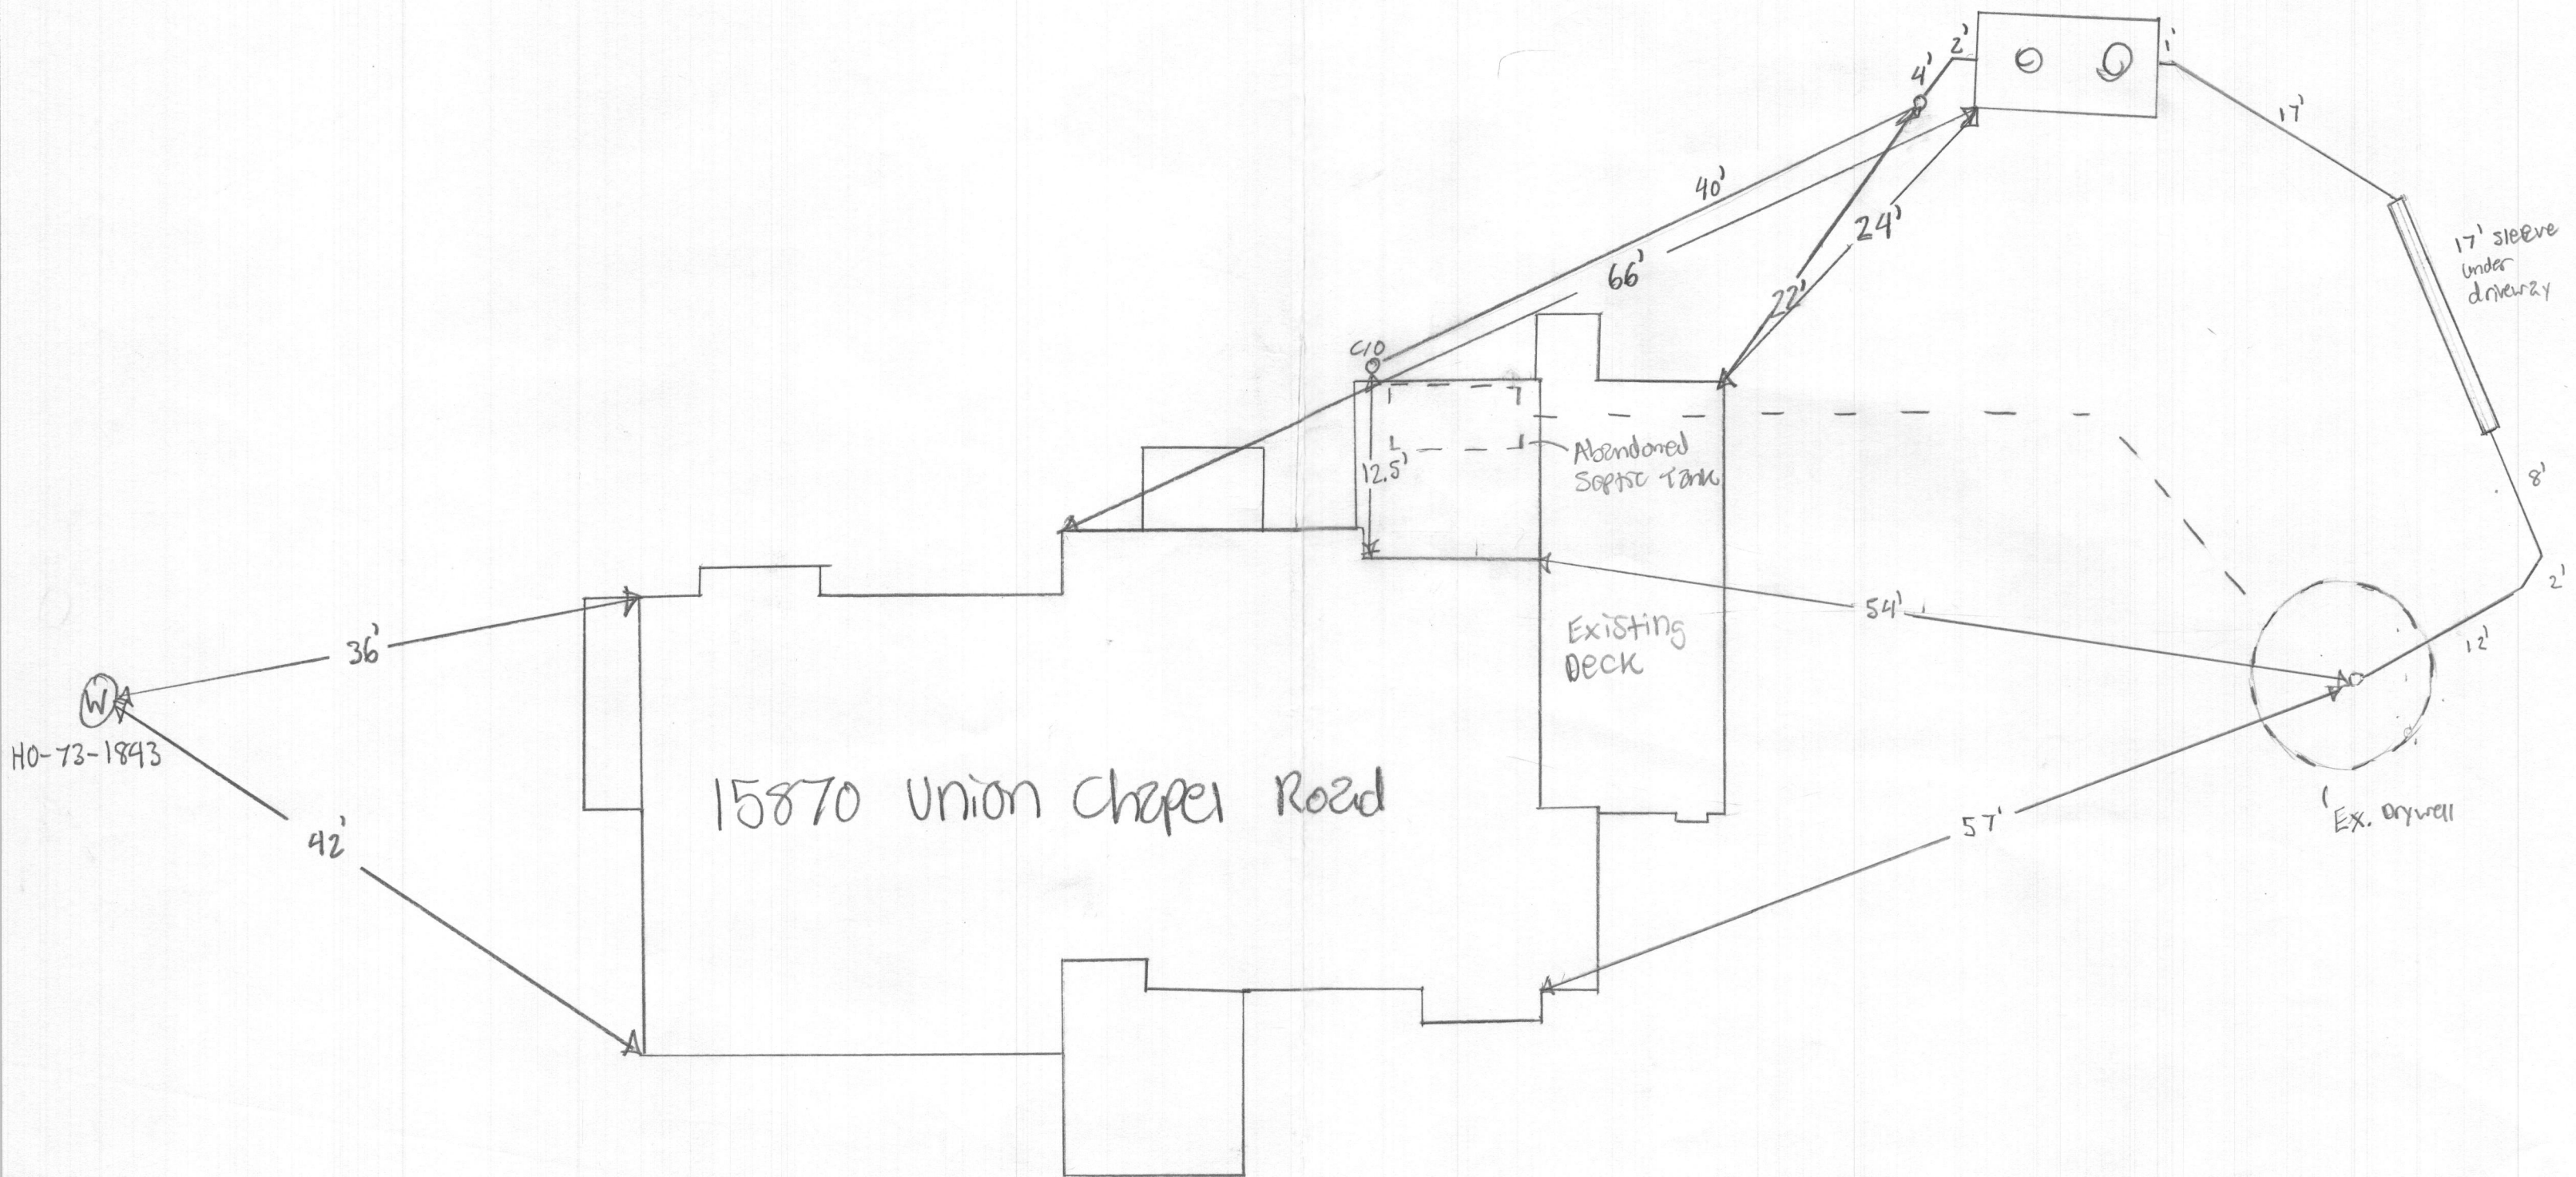 2'
1'
4'
17'
40'
24'
17' sleeve
under
driveway
66'
22'
C/O
Abandoned
Septic Tank
12.5'
8'
2'
54'
Existing
Deck
12'
36'
W
HO-73-1843
15870 Union Chapel Road
Ex. Drywell
57'
42'